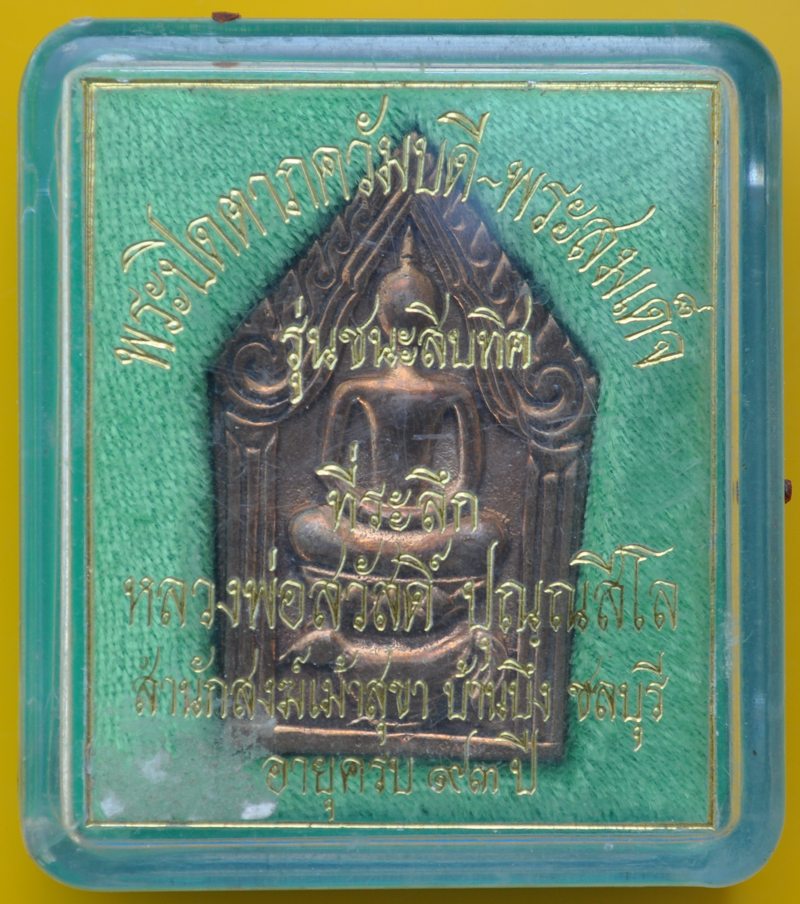 พระปิดตาภควัมบดี~พระสมเด็จ
รุ่นชนะสิบทิศ
ที่ระลึก
หลวงพ่อสวัสดิ์ ปุณฺณสีโล
สำนักสงฆ์เม้าสุขา บ้านบึง ชลบุรี
อายุครบ ๑๙๓ ปี